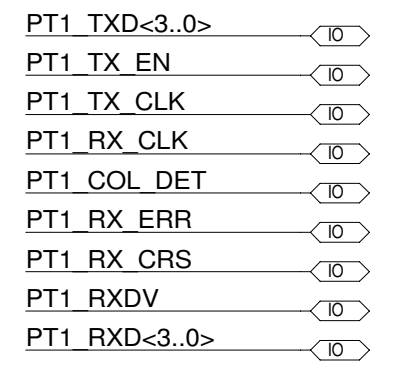 PT1_TXD<3..0> IO
PT1_TX_EN IO
PT1_TX_CLK IO
PT1_RX_CLK IO
PT1_COL_DET IO
PT1_RX_ERR IO
PT1_RX_CRS IO
PT1_RXDV IO
PT1_RXD<3..0> IO